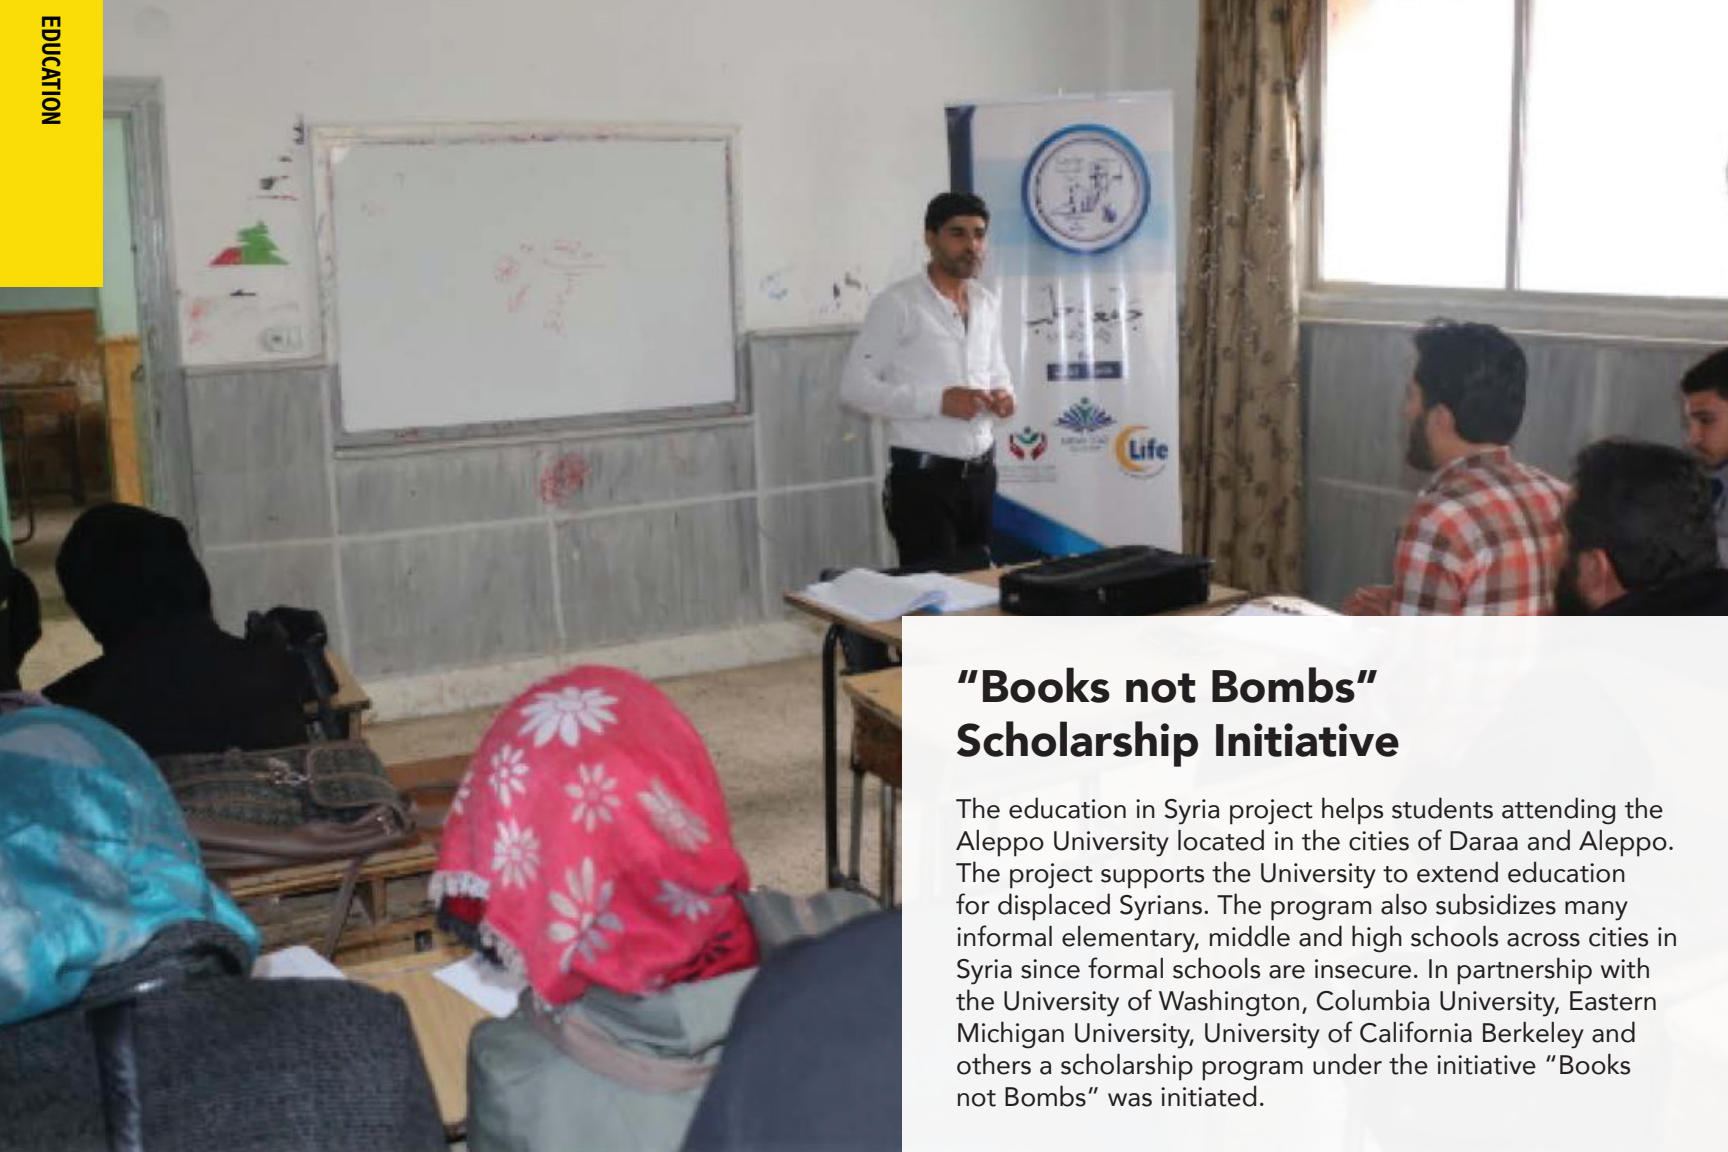 EDUCATION
جامعة حلب
Life
“Books not Bombs”
Scholarship Initiative
The education in Syria project helps students attending the
Aleppo University located in the cities of Daraa and Aleppo.
The project supports the University to extend education
for displaced Syrians. The program also subsidizes many
informal elementary, middle and high schools across cities in
Syria since formal schools are insecure. In partnership with
the University of Washington, Columbia University, Eastern
Michigan University, University of California Berkeley and
others a scholarship program under the initiative “Books
not Bombs” was initiated.